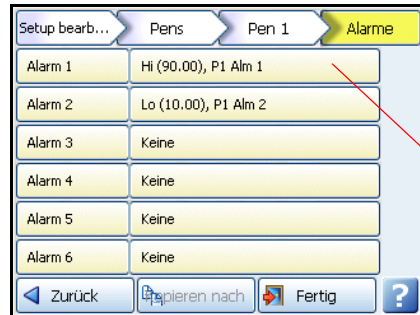 Setup bearb... Pens Pen 1 Alarme
Alarm 1 Hi (90.00), P1 Alm 1
Alarm 2 Lo (10.00), P1 Alm 2
Alarm 3 Keine
Alarm 4 Keine
Alarm 5 Keine
Alarm 6 Keine
Zurück Kopieren nach Fertig ?